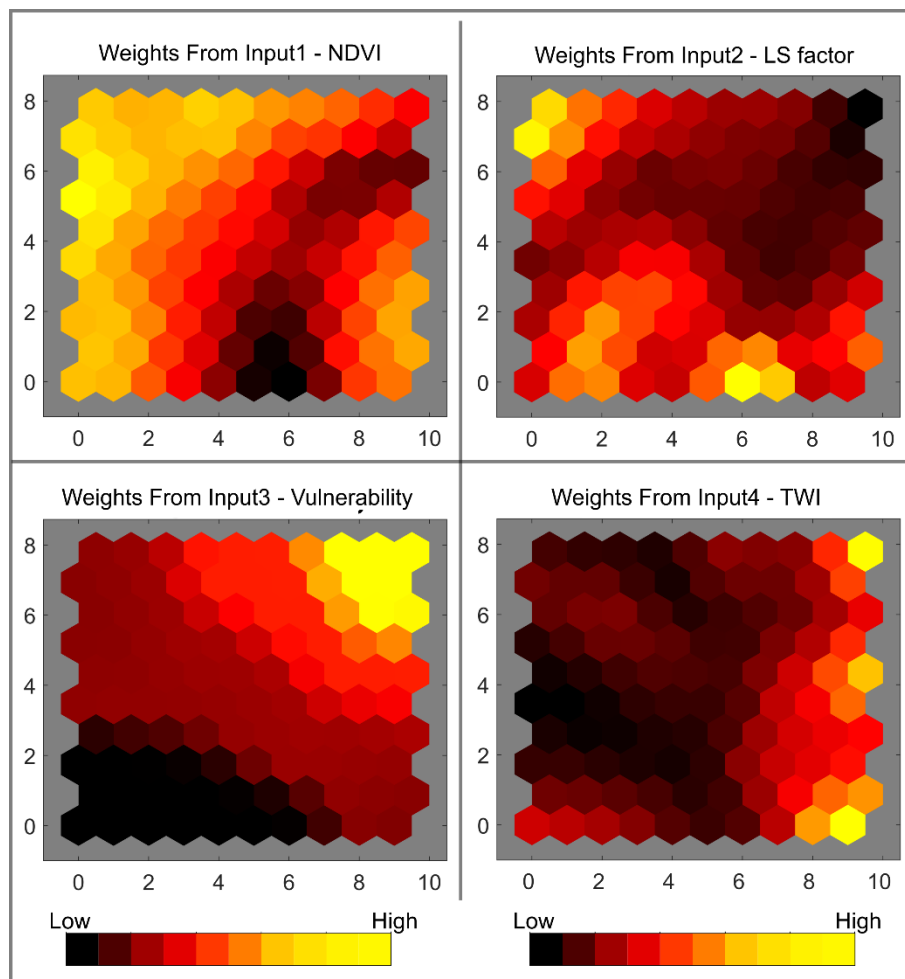 Weights From Input1 - NDVI
8
6
4
2
0
0 2 4 6 8 10
Weights From Input2 - LS factor
8
6
4
2
0
0 2 4 6 8 10
Weights From Input3 - Vulnerability
8
6
4
2
0
0 2 4 6 8 10
Weights From Input4 - TWI
8
6
4
2
0
0 2 4 6 8 10
Low High
Low High